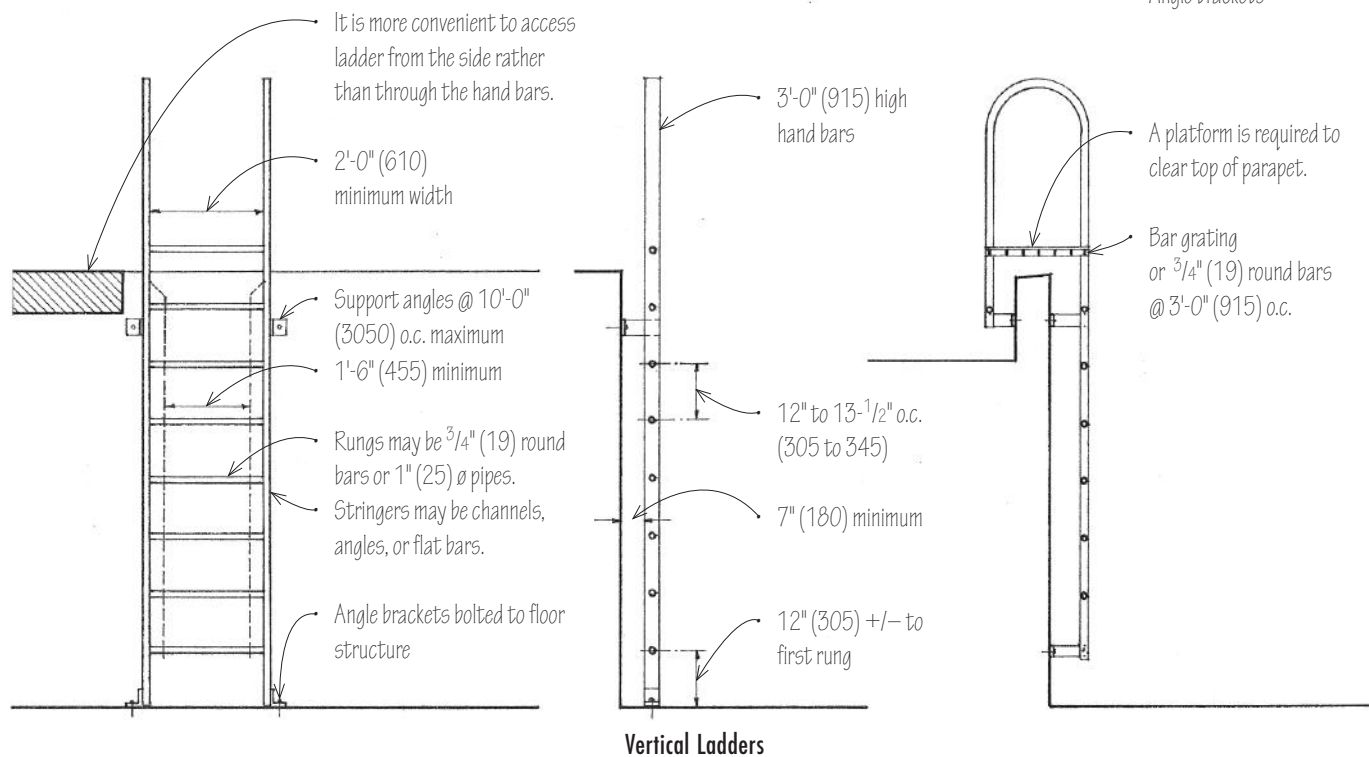 Angle brackets
It is more convenient to access
ladder from the side rather
than through the hand bars.
2'-0" (610)
minimum width
Support angles @ 10'-0"
(3050) o.c. maximum
1'-6" (455) minimum
Rungs may be 3/4" (19) round
bars or 1" (25) ø pipes.
Stringers may be channels,
angles, or flat bars.
Angle brackets bolted to floor
structure
3'-0" (915) high
hand bars
12" to 13-1/2" o.c.
(305 to 345)
7" (180) minimum
12" (305) +/– to
first rung
A platform is required to
clear top of parapet.
Bar grating
or 3/4" (19) round bars
@ 3'-0" (915) o.c.
Vertical Ladders